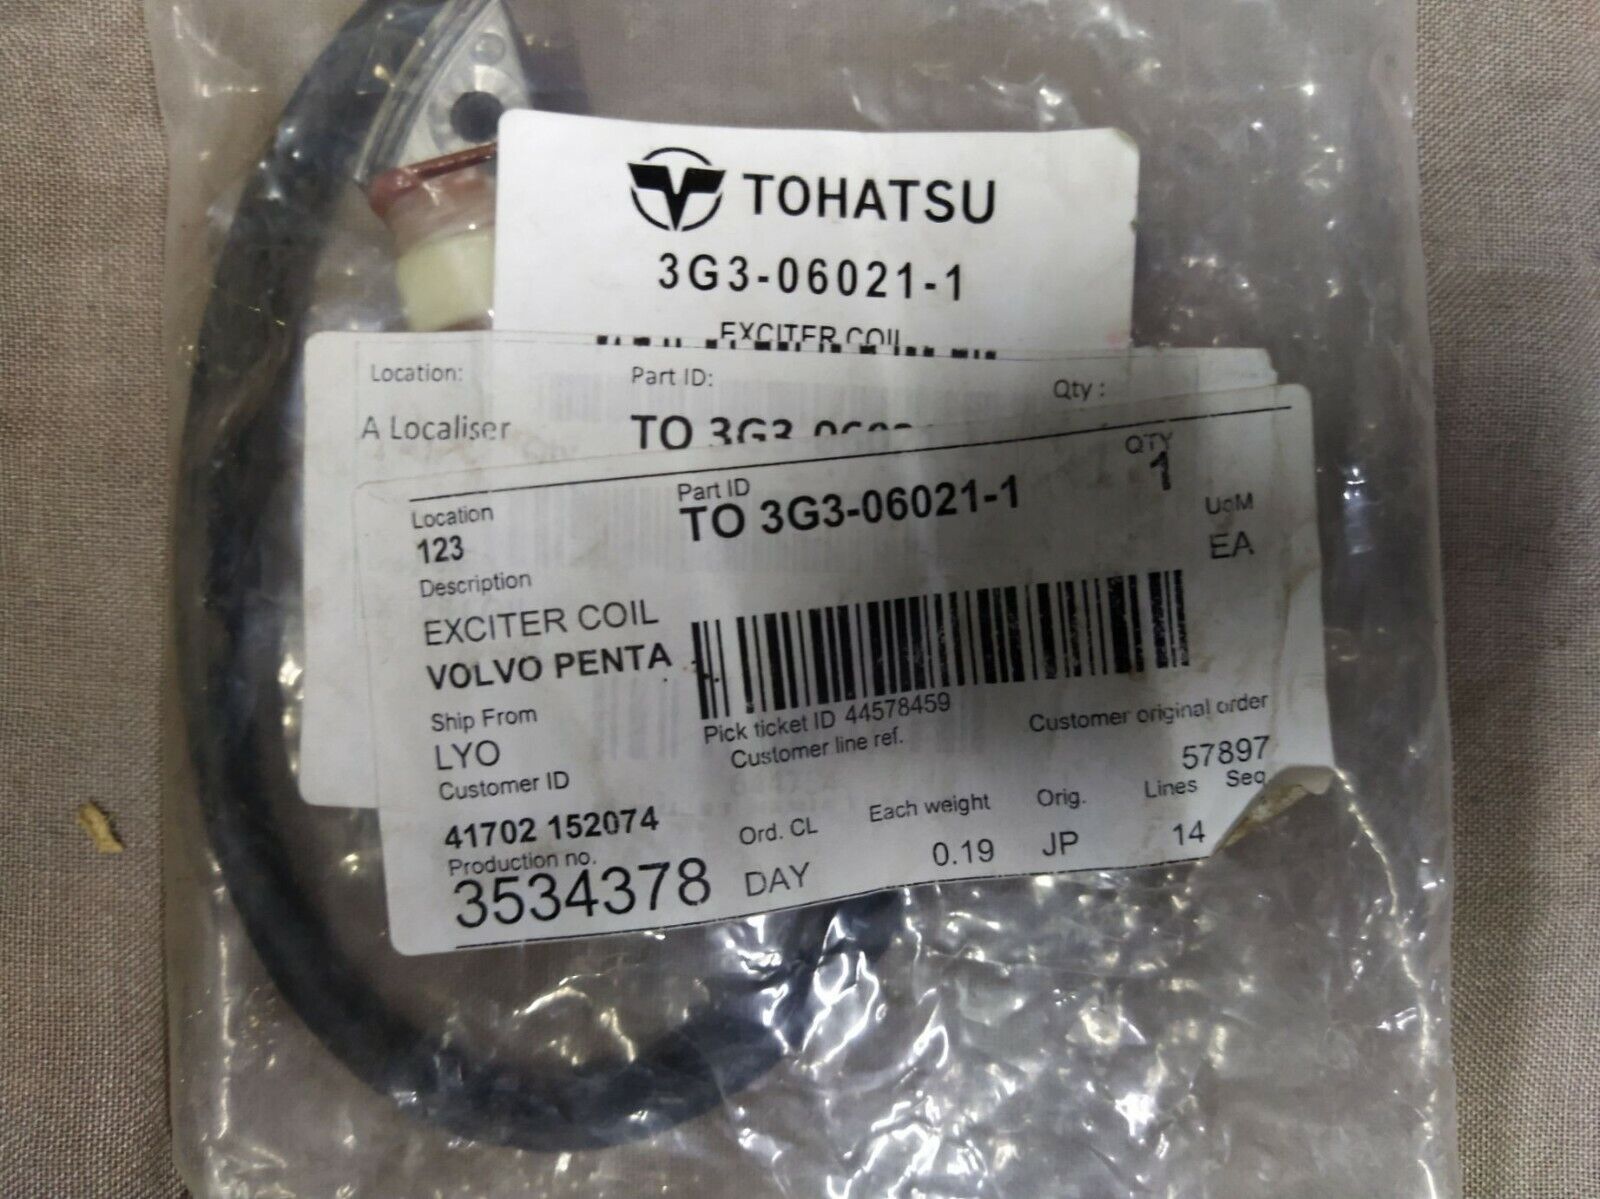 TOHATSU
3G3-06021-1
EXCITER COIL
Location: Part ID: Qty :
A Localiser TO 3G3
Location Part ID QTY
123 TO 3G3-06021-1 1
Description UoM
EXCITER COIL EA
VOLVO PENTA
Ship From Pick ticket ID 44578459 Customer original order
LYO Customer line ref. 57897
Customer ID Ord. CL Each weight Orig. Lines Seq
41702 152074
Production no.
3534378 DAY 0.19 JP 14